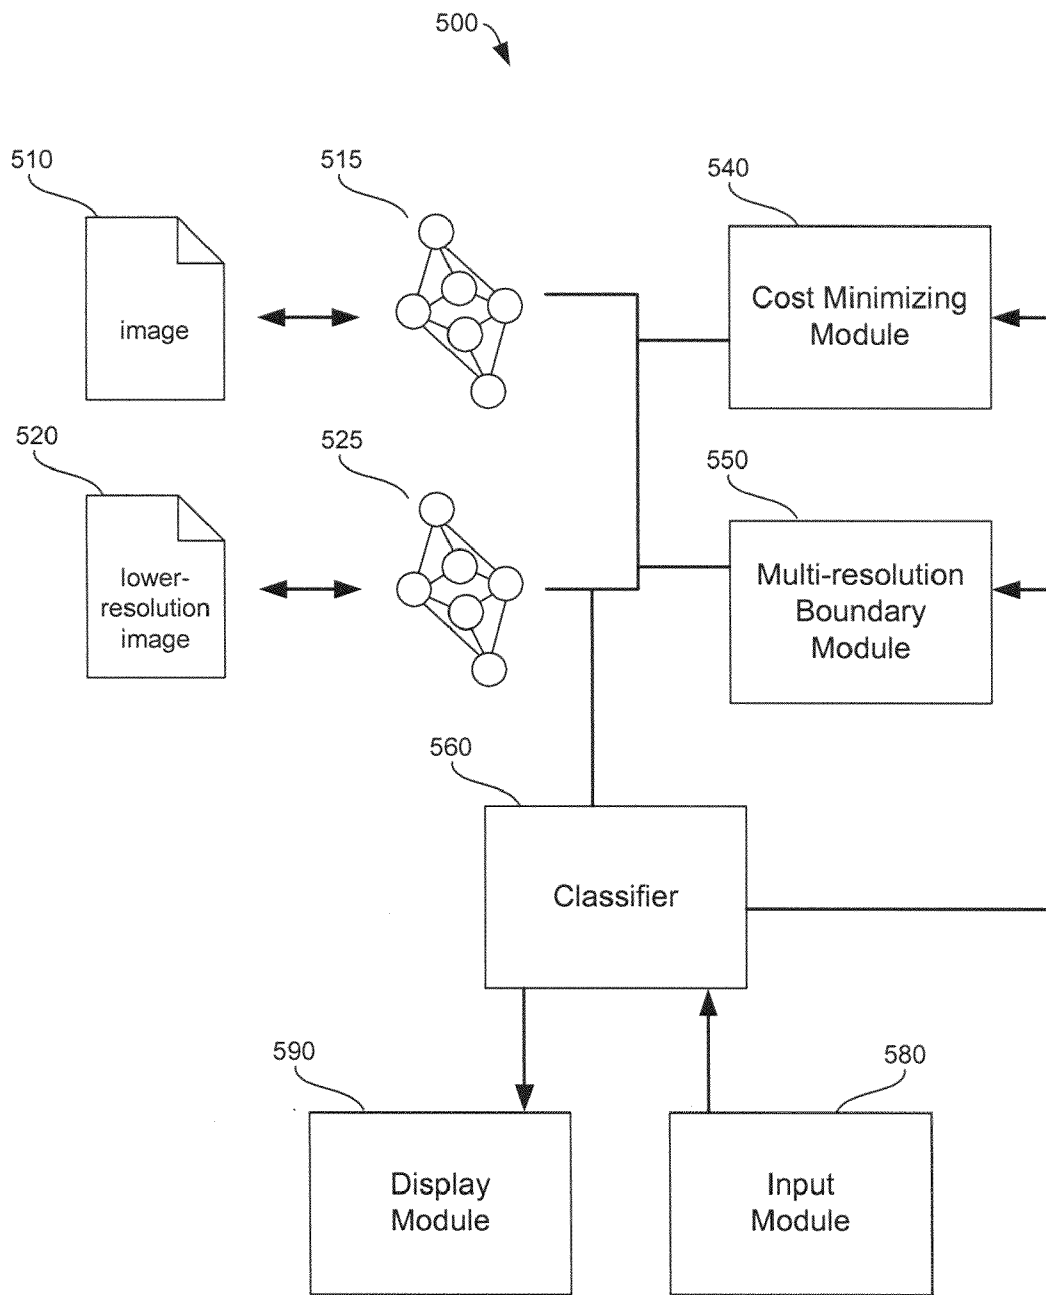 500
510
515
540
image
Cost Minimizing
Module
520
525
550
lower-
resolution
image
Multi-resolution
Boundary
Module
560
Classifier
590
580
Display
Module
Input
Module